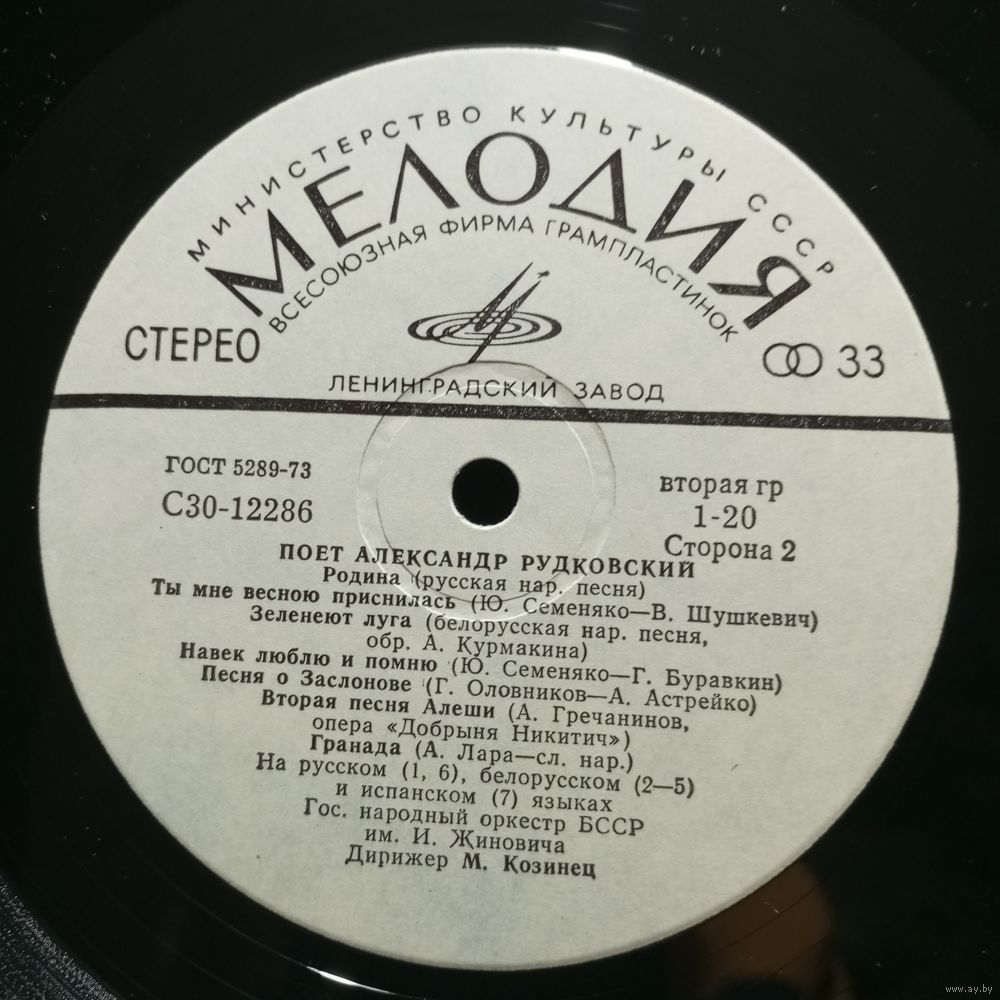 МИНИСТЕРСТВО КУЛЬТУРЫ СССР
МЕЛОДИЯ
ВСЕСОЮЗНАЯ ФИРМА ГРАМПЛАСТИНОК
СТЕРЕО
33
ЛЕНИНГРАДСКИЙ ЗАВОД
ГОСТ 5289-73
С30-12286
вторая гр
1-20
Сторона 2
ПОЕТ АЛЕКСАНДР РУДКОВСКИЙ
Родина (русская нар. песня)
Ты мне весною приснилась (Ю. Семеняко—В. Шушкевич)
Зеленеют луга (белорусская нар. песня,
обр. А. Курмакина)
Навек люблю и помню (Ю. Семеняко—Г. Буравкин)
Песня о Заслонове (Г. Оловников—А. Астрейко)
Вторая песня Алеши (А. Гречанинов,
опера «Добрыня Никитич»)
Гранада (А. Лара—сл. нар.)
На русском (1, 6), белорусском (2—5)
и испанском (7) языках
Гос. народный оркестр БССР
им. И. Жиновича
Дирижер М. Козинец
www.ay.by